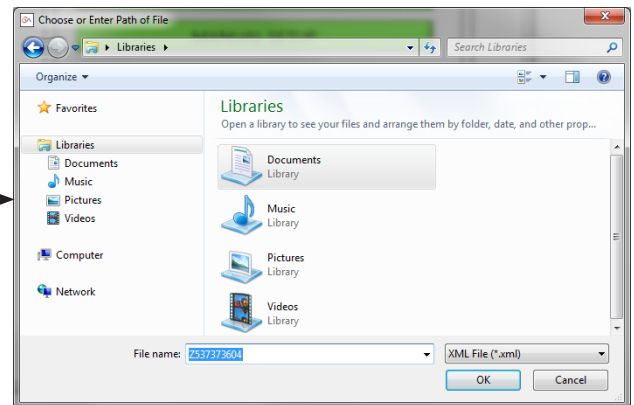 Choose or Enter Path of File
Libraries
Search Libraries
Organize
Favorites
Libraries
Documents
Music
Pictures
Videos
Computer
Network
Libraries
Open a library to see your files and arrange them by folder, date, and other prop...
Documents
Library
Music
Library
Pictures
Library
Videos
Library
File name: Z537373604
XML File (*.xml)
OK
Cancel